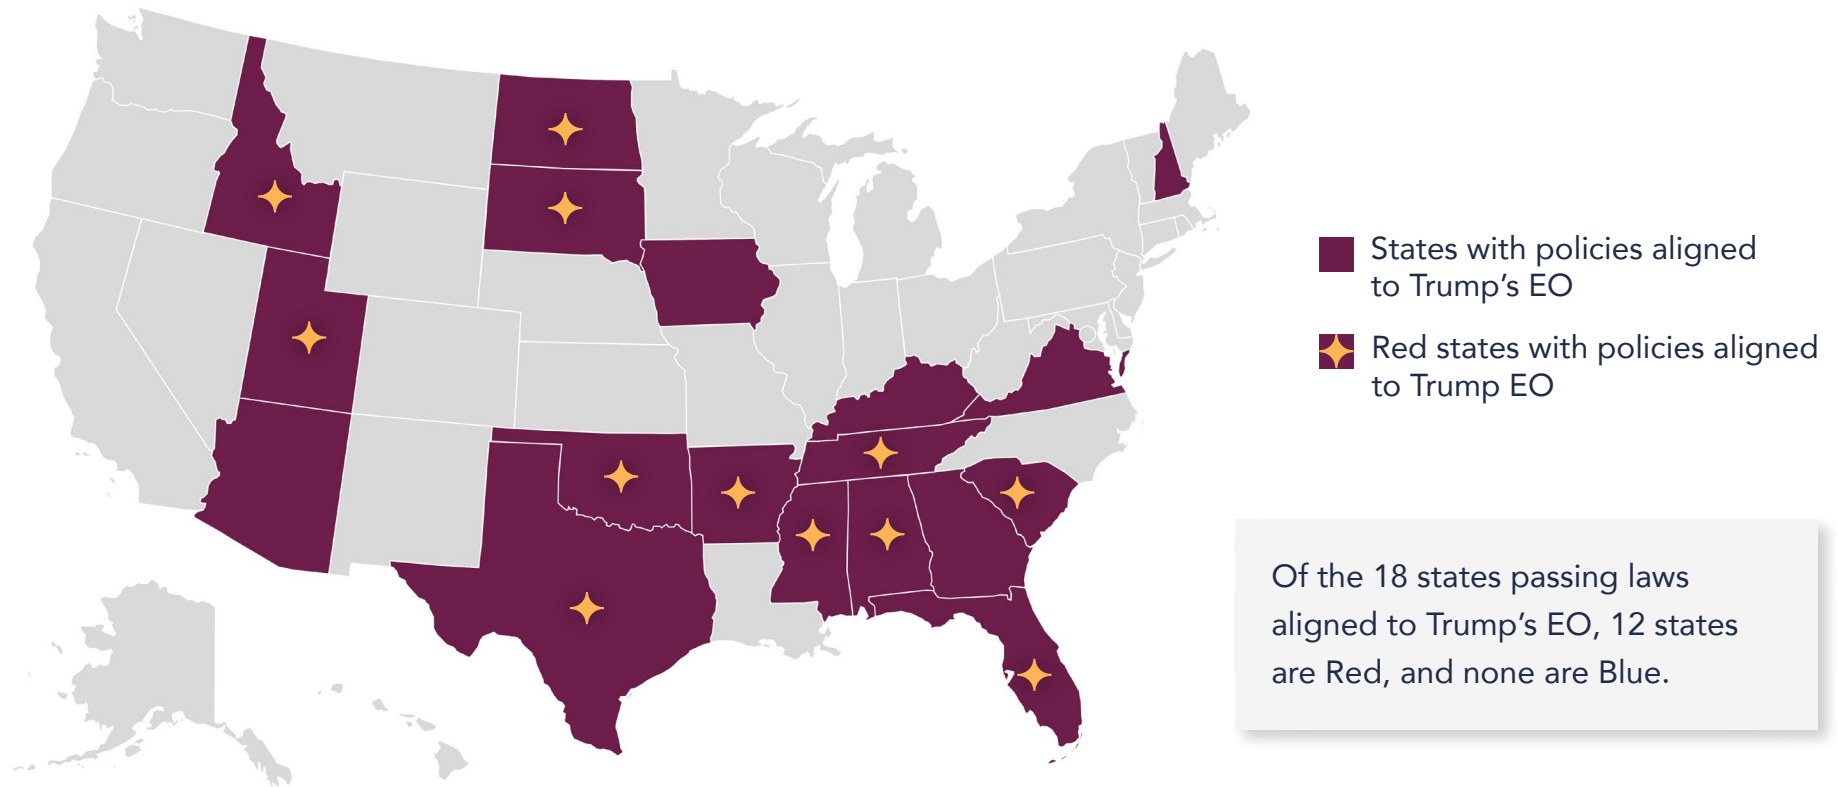 States with policies aligned
to Trump’s EO
Red states with policies aligned
to Trump EO
Of the 18 states passing laws
aligned to Trump’s EO, 12 states
are Red, and none are Blue.